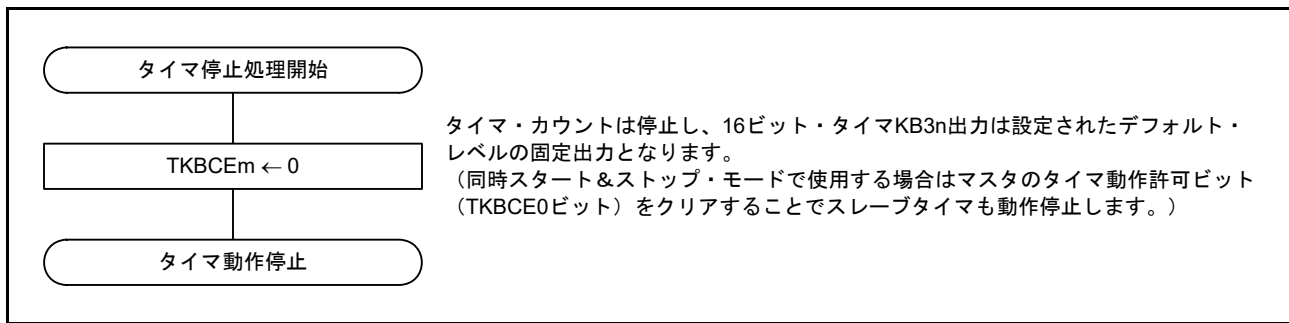 タイマ停止処理開始
TKBCEm ← 0
タイマ動作停止
タイマ・カウントは停止し、16ビット・タイマKB3n出力は設定されたデフォルト・
レベルの固定出力となります。
（同時スタート＆ストップ・モードで使用する場合はマスタのタイマ動作許可ビット
（TKBCE0ビット）をクリアすることでスレーブタイマも動作停止します。）